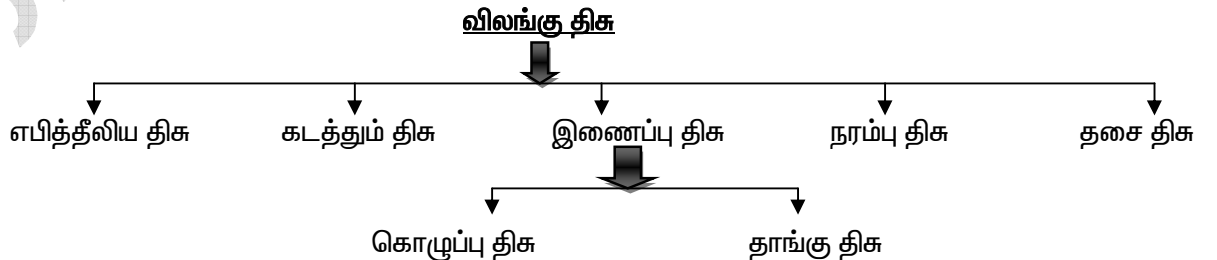 விலங்கு திசு
எபித்தீலிய திசு கடத்தும் திசு இணைப்பு திசு நரம்பு திசு தசை திசு
கொழுப்பு திசு தாங்கு திசு